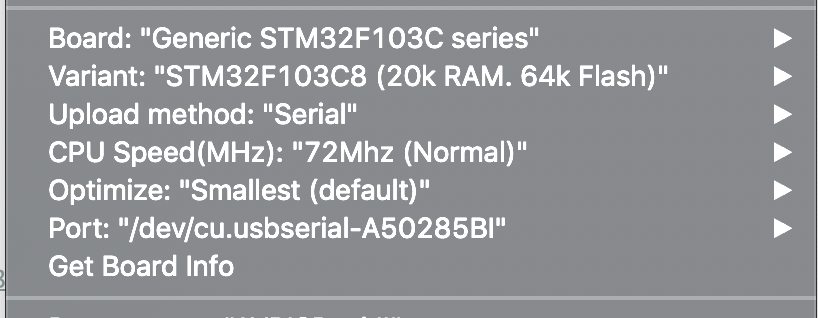 Board: "Generic STM32F103C series"
Variant: "STM32F103C8 (20k RAM. 64k Flash)"
Upload method: "Serial"
CPU Speed(MHz): "72Mhz (Normal)"
Optimize: "Smallest (default)"
Port: "/dev/cu.usbserial-A50285BI"
Get Board Info